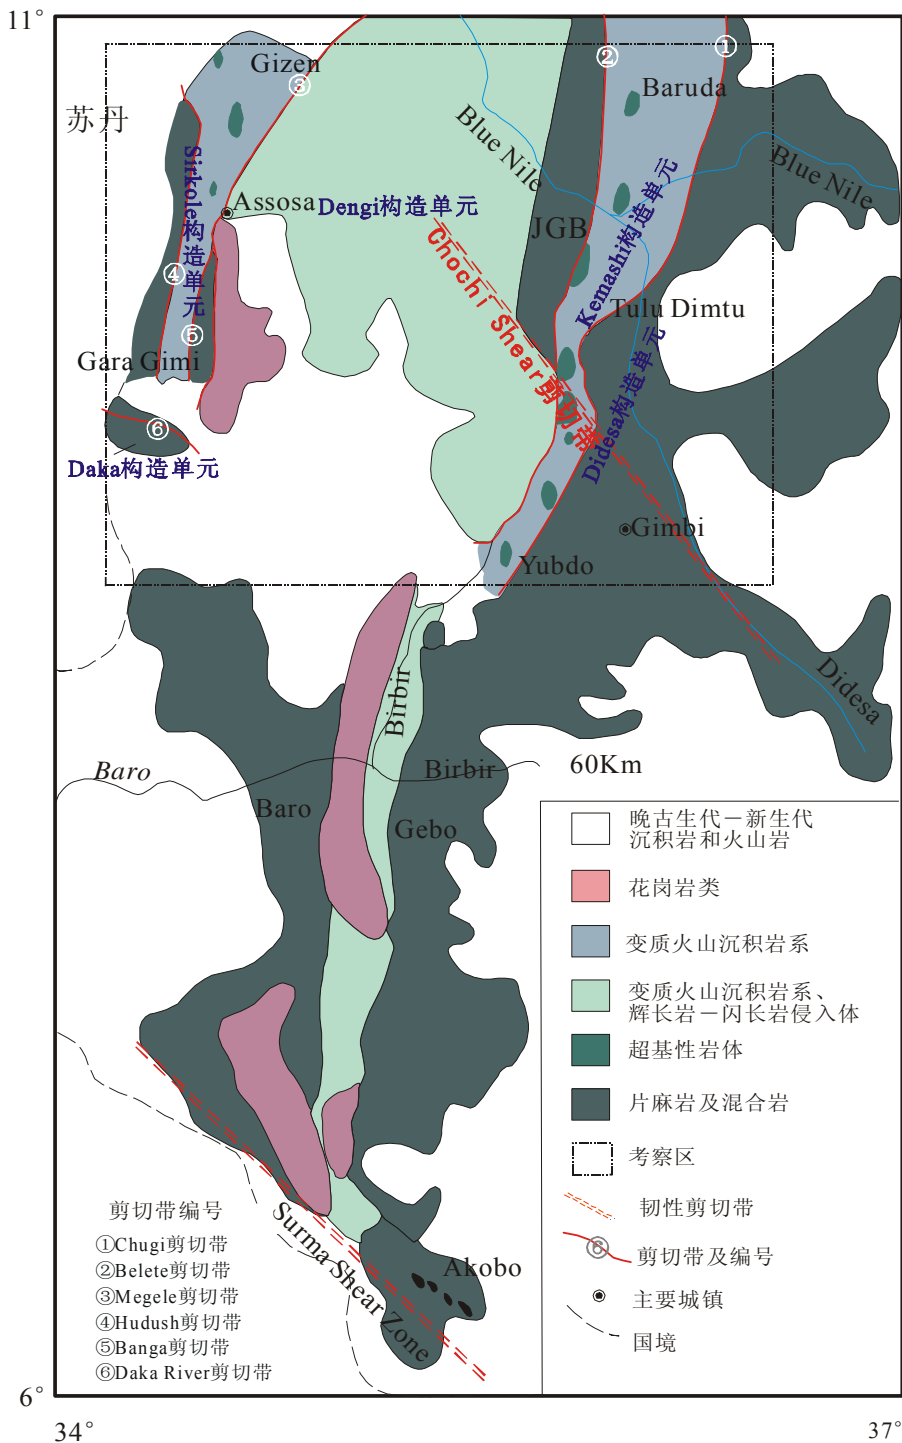 11°
Gizen
③
②
①
Baruda
苏丹
Blue Nile
Blue Nile
Sirkole构造单元
Assosa
Dengi构造单元
JGB
Kemashi构造单元
Chochi Shear剪切带
④
⑤
Tulu Dimtu
Gara Gimi
Didesa构造单元
⑥
Daka构造单元
Gimbi
Yubdo
Birbir
Didesa
Baro
Birbir
60Km
Baro
Gebo
晚古生代－新生代
沉积岩和火山岩
花岗岩类
变质火山沉积岩系
变质火山沉积岩系、
辉长岩－闪长岩侵入体
超基性岩体
片麻岩及混合岩
考察区
韧性剪切带
⑥
剪切带及编号
主要城镇
国境
Surma Shear Zone
Akobo
剪切带编号
①Chugi剪切带
②Belete剪切带
③Megele剪切带
④Hudush剪切带
⑤Banga剪切带
⑥Daka River剪切带
6°
34°
37°